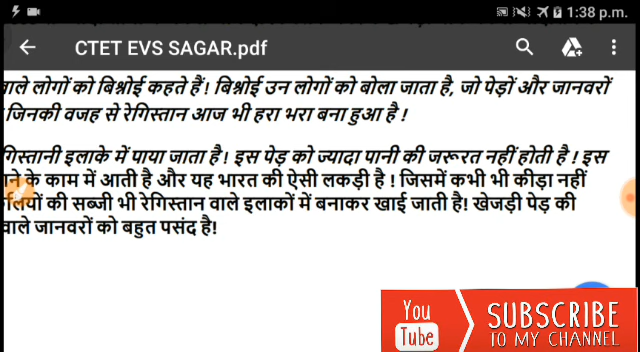 1:38 p.m.
CTET EVS SAGAR.pdf
वाले लोगों को बिश्नोई कहते हैं! बिश्नोई उन लोगों को बोला जाता है, जो पेड़ों और जानवरों
जिनकी वजह से रेगिस्तान आज भी हरा भरा बना हुआ है !
गिस्तानी इलाके में पाया जाता है! इस पेड़ को ज्यादा पानी की जरूरत नहीं होती है ! इस
के काम में आती है और यह भारत की ऐसी लकड़ी है ! जिसमें कभी भी कीड़ा नहीं
लियों की सब्जी भी रेगिस्तान वाले इलाकों में बनाकर खाई जाती है! खेजड़ी पेड़ की
वाले जानवरों को बहुत पसंद है!
You Tube SUBSCRIBE
TO MY CHANNEL